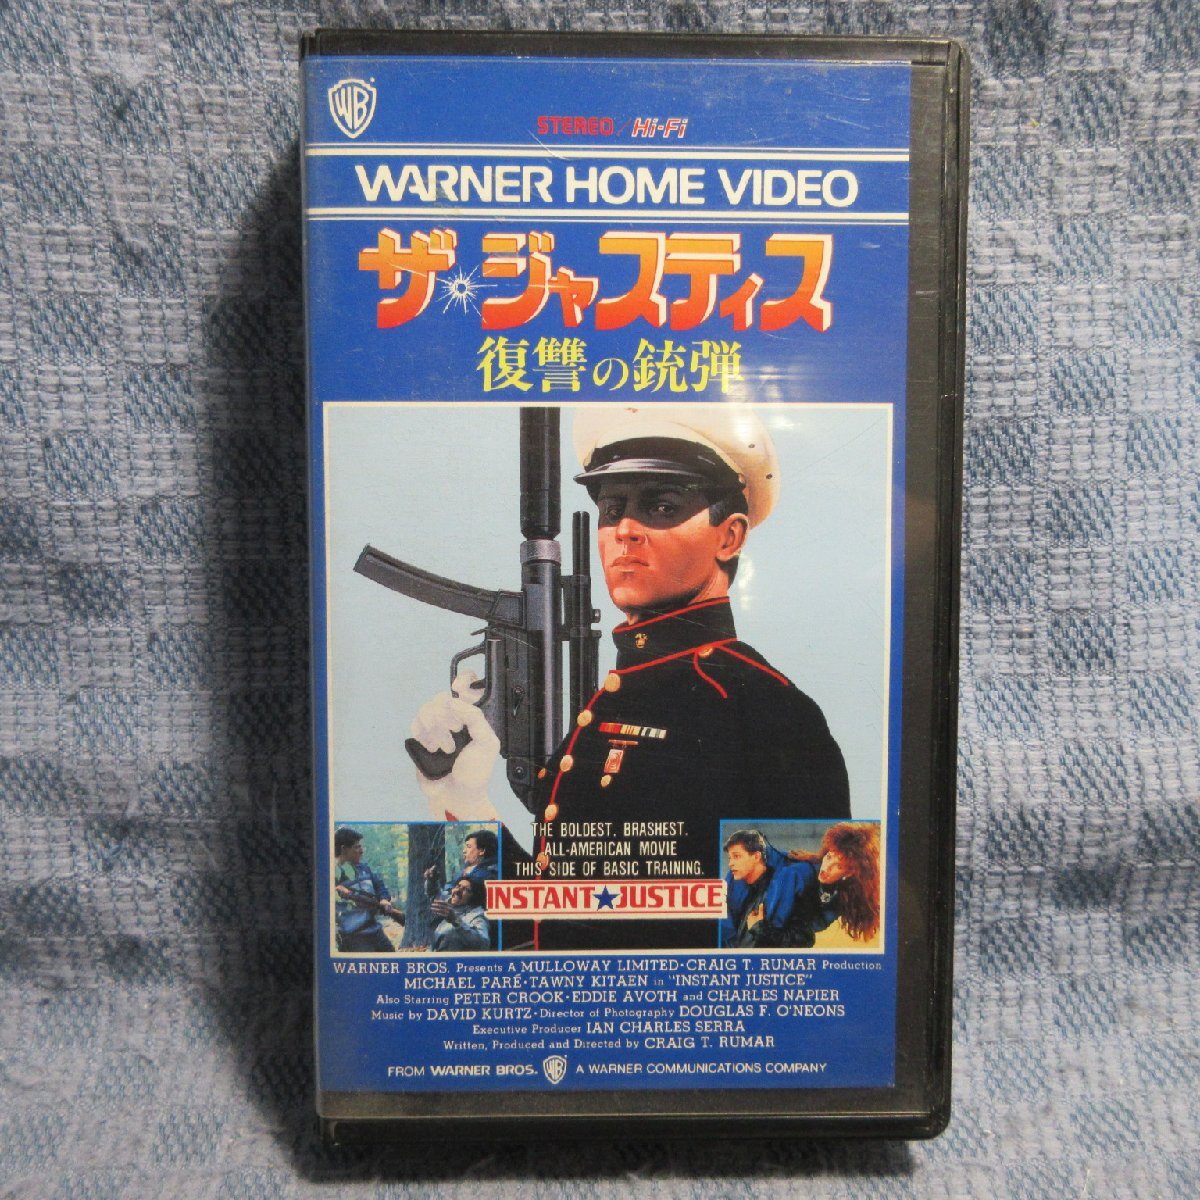 WB
STEREO / Hi-Fi
WARNER HOME VIDEO
ザ・ジャスティス
復讐の銃弾
THE BOLDEST, BRASHEST,
ALL-AMERICAN MOVIE
THIS SIDE OF BASIC TRAINING.
INSTANT★JUSTICE
WARNER BROS. Presents A MULLOWAY LIMITED・CRAIG T. RUMAR Production
MICHAEL PARÉ・TAWNY KITAEN in "INSTANT JUSTICE"
Also Starring PETER CROOK・EDDIE AVOTH and CHARLES NAPIER
Music by DAVID KURTZ・Director of Photography DOUGLAS F. O'NEONS
Executive Producer IAN CHARLES SERRA
Written, Produced and Directed by CRAIG T. RUMAR
FROM WARNER BROS. WB A WARNER COMMUNICATIONS COMPANY